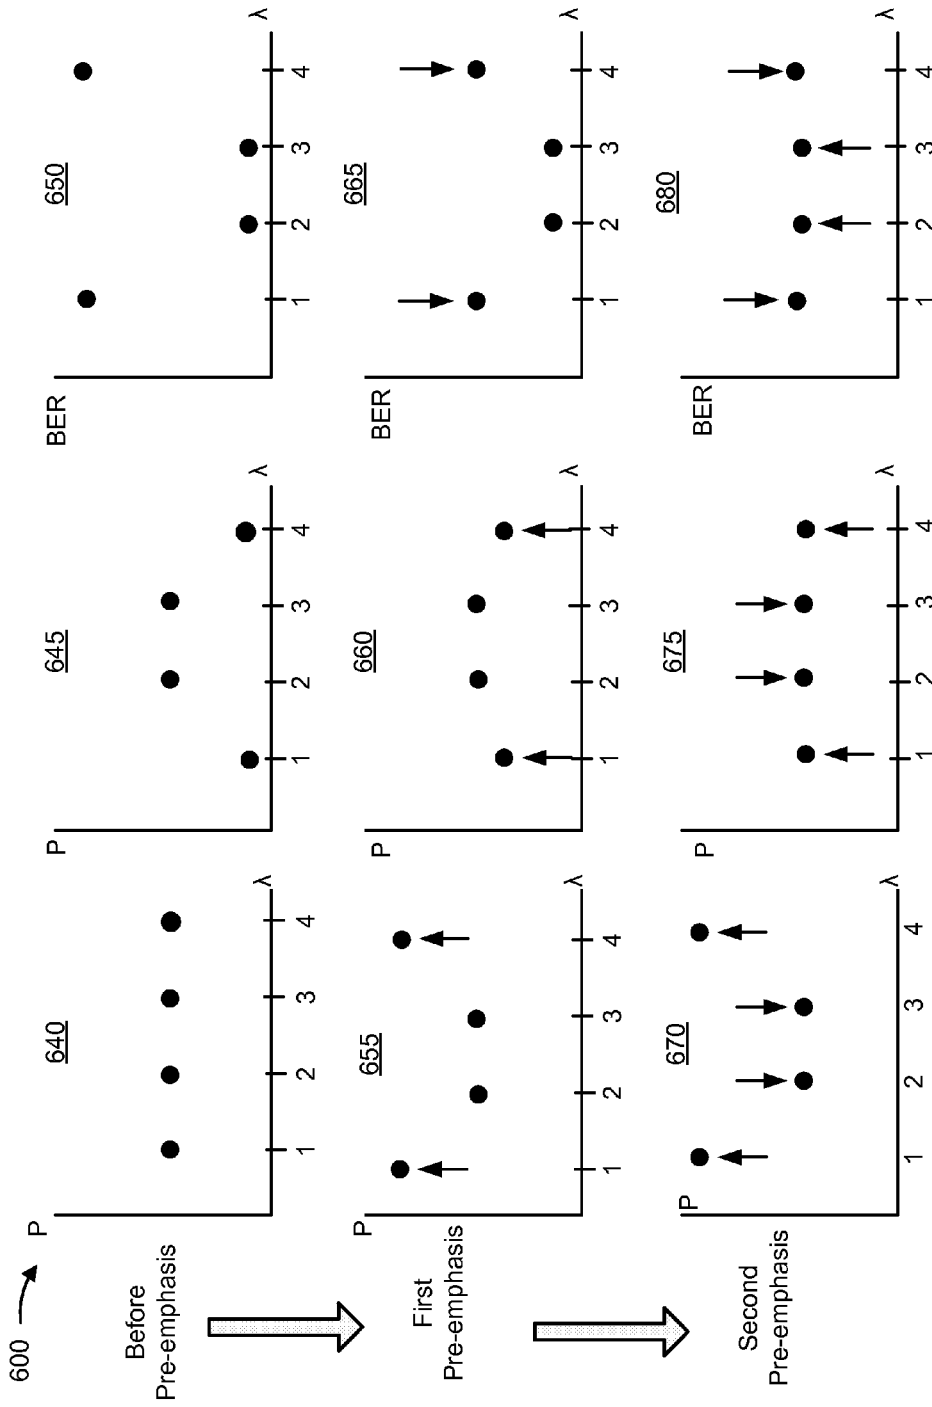 600
Before
Pre-emphasis
P
640
1 2 3 4 λ
P
645
1 2 3 4 λ
BER
650
1 2 3 4 λ
First
Pre-emphasis
P
655
1 2 3 4 λ
P
660
1 2 3 4 λ
BER
665
1 2 3 4 λ
Second
Pre-emphasis
P
670
1 2 3 4 λ
P
675
1 2 3 4 λ
BER
680
1 2 3 4 λ